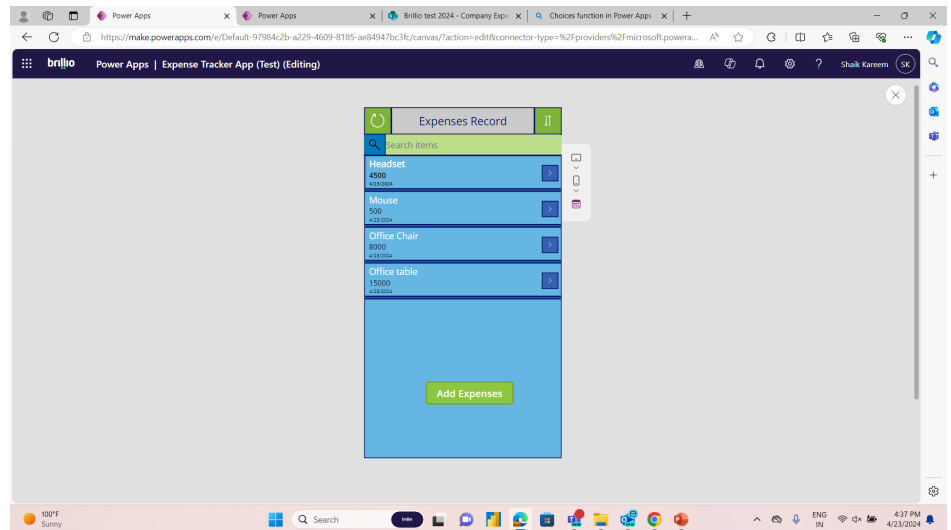 Power Apps
Power Apps
Brillio test 2024 - Company Expe
Choices function in Power Apps
https://make.powerapps.com/e/Default-97984c2b-a229-4609-8185-ae84947bc3fc/canvas/?action=edit&connector-type=%2Fproviders%2Fmicrosoft.powera...
brillio
Power Apps | Expense Tracker App (Test) (Editing)
Shaik Kareem
SK
Expenses Record
Search items
Headset
4500
4/23/2024
Mouse
500
4/23/2024
Office Chair
8000
4/23/2024
Office table
15000
4/23/2024
Add Expenses
100°F
Sunny
Search
brillio
ENG
IN
4:37 PM
4/23/2024